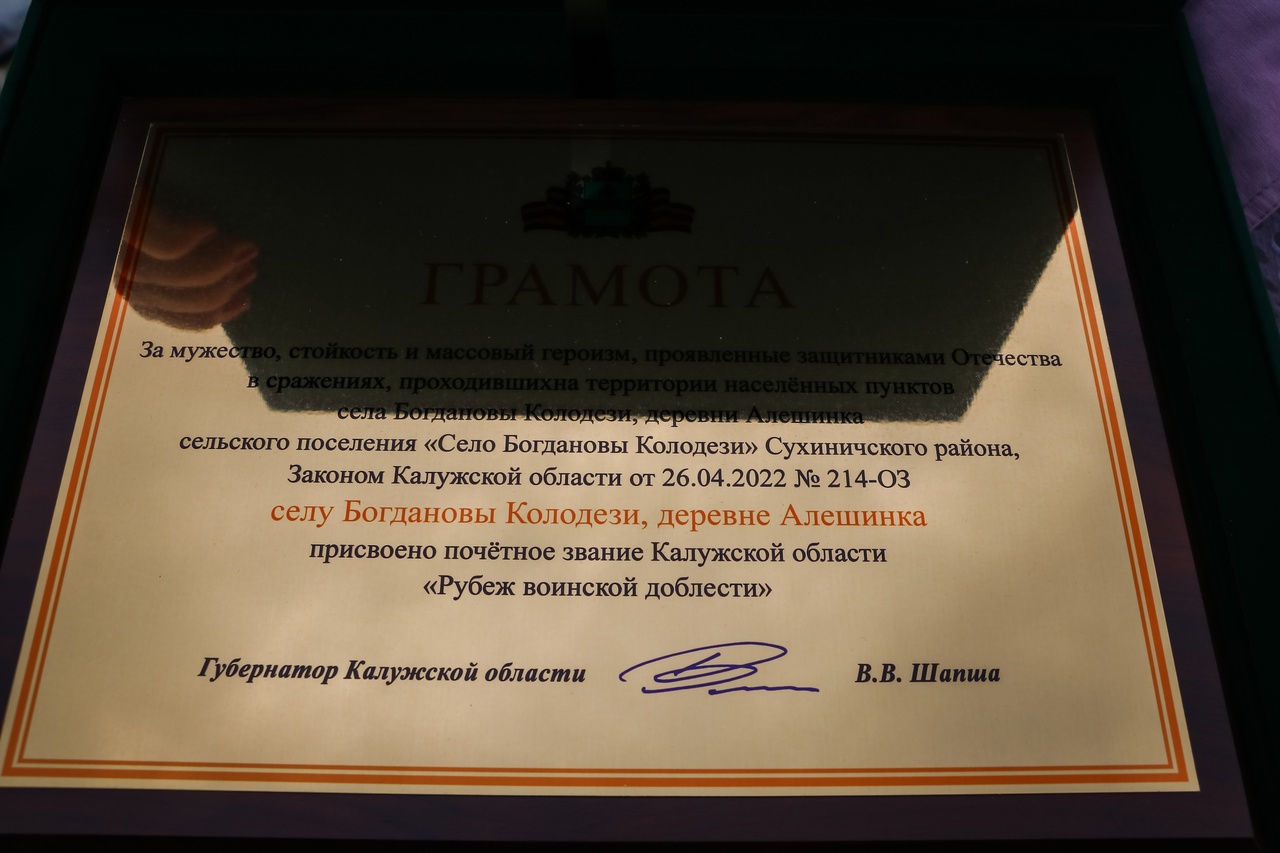 ГРАМОТА
За мужество, стойкость и массовый героизм, проявленные защитниками Отечества
в сражениях, проходившихна территории населённых пунктов
села Богдановы Колодези, деревни Алешинка
сельского поселения «Село Богдановы Колодези» Сухиничского района,
Законом Калужской области от 26.04.2022 № 214-ОЗ
селу Богдановы Колодези, деревне Алешинка
присвоено почётное звание Калужской области
«Рубеж воинской доблести»
Губернатор Калужской области В.В. Шапша